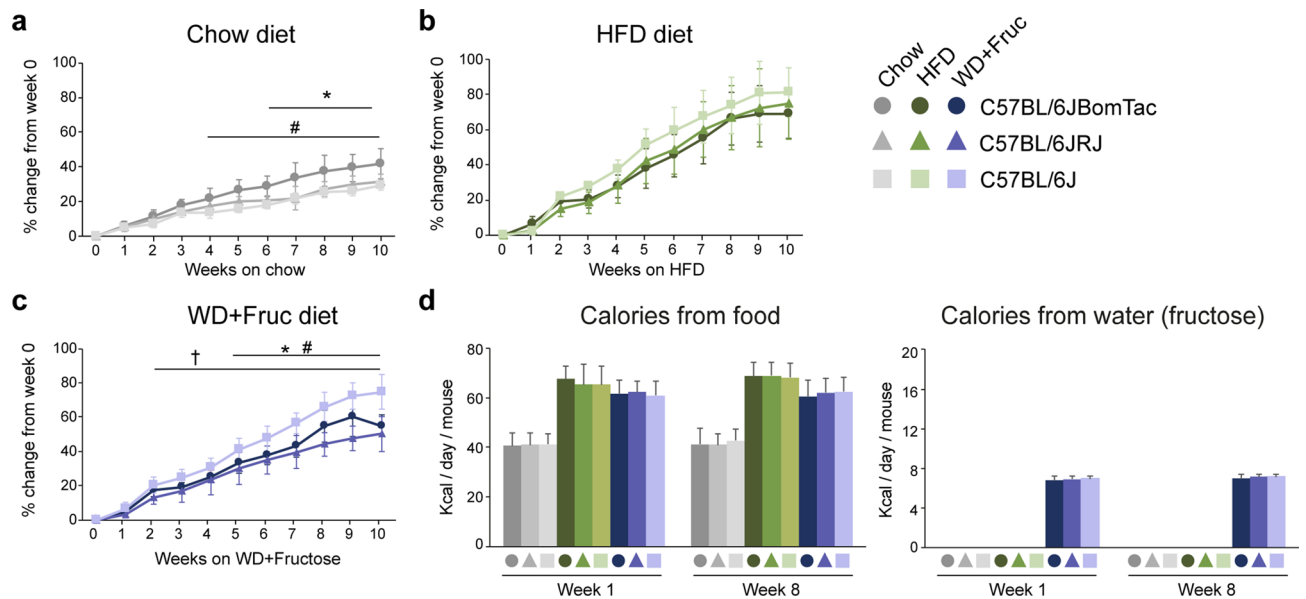 a
Chow diet
% change from week 0
100
80
60
40
20
0
*
#
0 1 2 3 4 5 6 7 8 9 10
Weeks on chow
b
HFD diet
% change from week 0
100
80
60
40
20
0
0 1 2 3 4 5 6 7 8 9 10
Weeks on HFD
Chow HFD WD+Fruc
C57BL/6JBomTac
C57BL/6JRJ
C57BL/6J
c
WD+Fruc diet
% change from week 0
100
80
60
40
20
0
* #
†
0 1 2 3 4 5 6 7 8 9 10
Weeks on WD+Fructose
d
Calories from food
Kcal / day / mouse
80
60
40
20
0
Week 1 Week 8
Calories from water (fructose)
Kcal / day / mouse
20
16
12
8
4
0
Week 1 Week 8